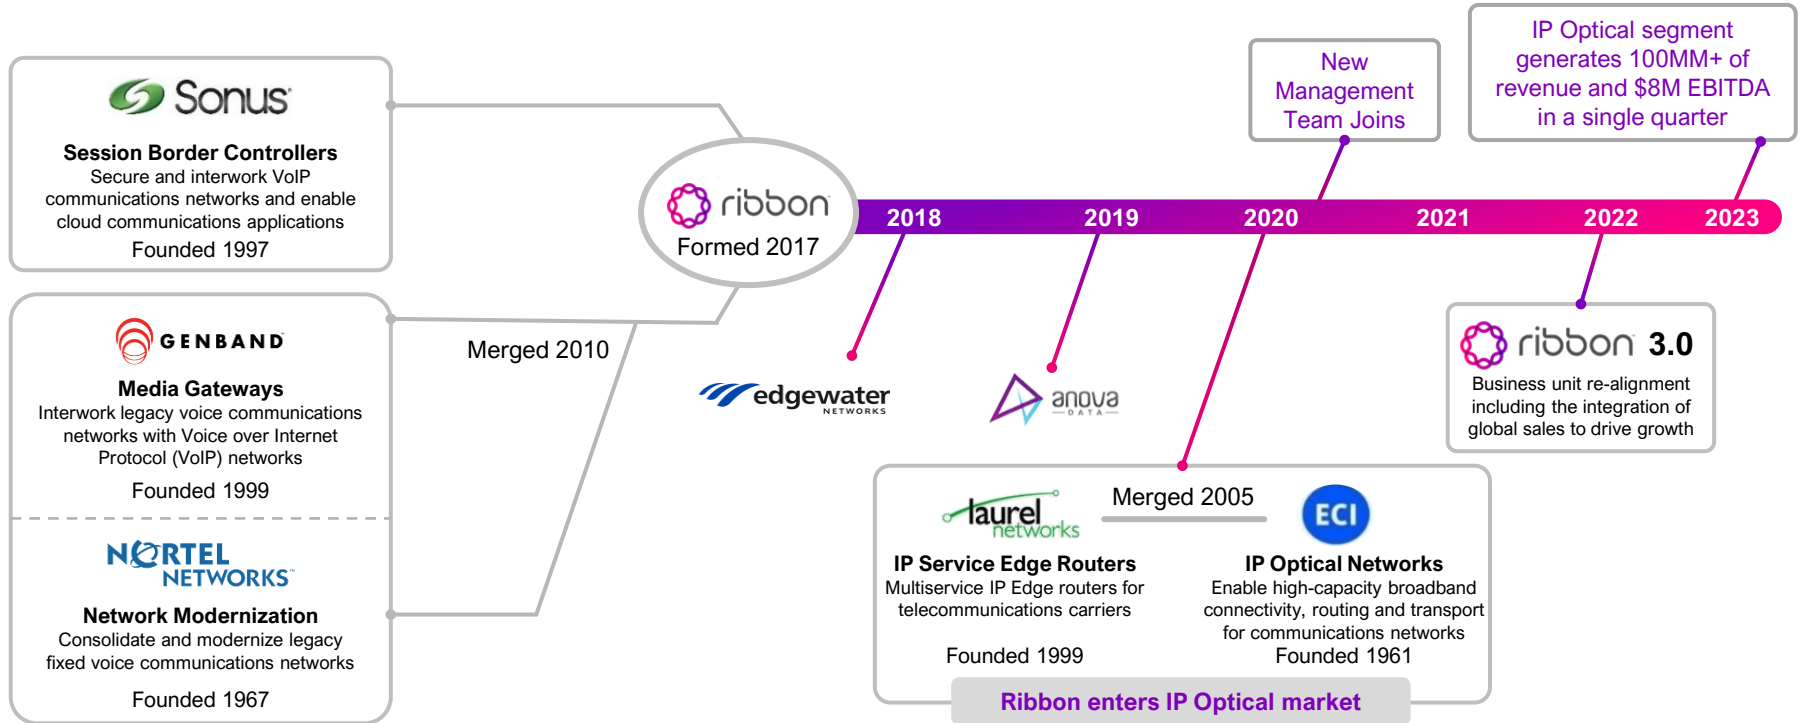 Sonus
Session Border Controllers
Secure and interwork VoIP
communications networks and enable
cloud communications applications
Founded 1997
GENBAND
Media Gateways
Interwork legacy voice communications
networks with Voice over Internet
Protocol (VoIP) networks
Founded 1999
NORTEL
NETWORKS™
Network Modernization
Consolidate and modernize legacy
fixed voice communications networks
Founded 1967
Merged 2010
ribbon
Formed 2017
2018
2019
2020
2021
2022
2023
New
Management
Team Joins
IP Optical segment
generates 100MM+ of
revenue and $8M EBITDA
in a single quarter
edgewater
NETWORKS
anova
DATA
ribbon 3.0
Business unit re-alignment
including the integration of
global sales to drive growth
laurel
networks
Merged 2005
ECI
IP Service Edge Routers
Multiservice IP Edge routers for
telecommunications carriers
Founded 1999
IP Optical Networks
Enable high-capacity broadband
connectivity, routing and transport
for communications networks
Founded 1961
Ribbon enters IP Optical market